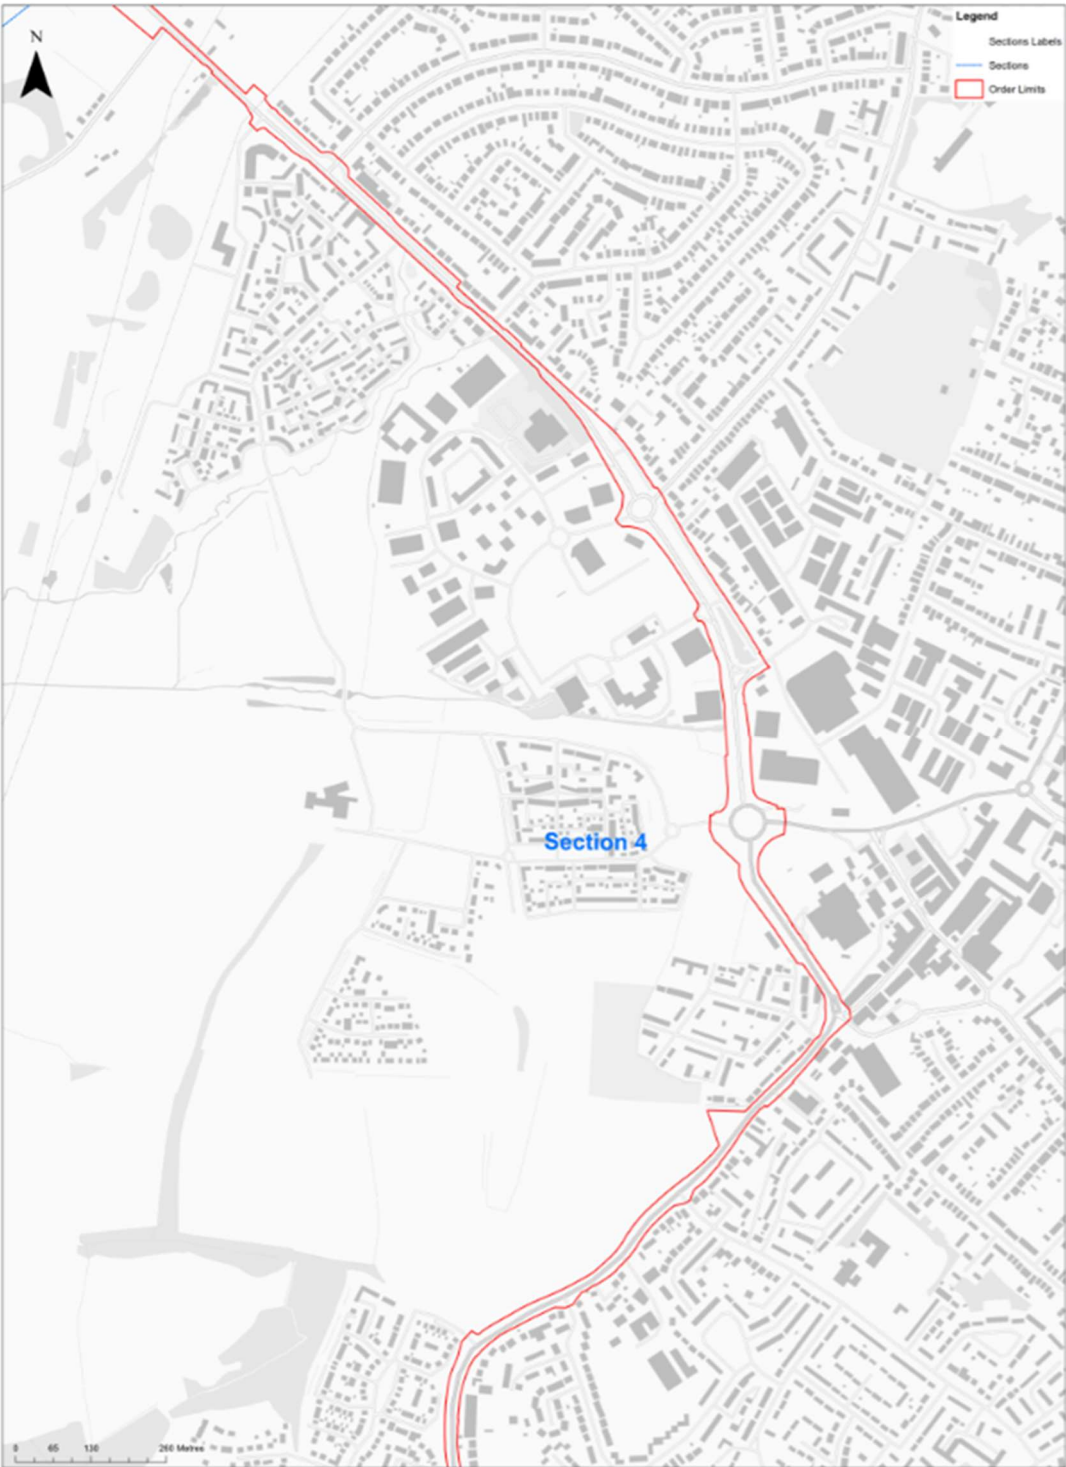 Legend
N
Sections Labels
Sections
Order Limits
Section 4
0 65 130 260 Metres